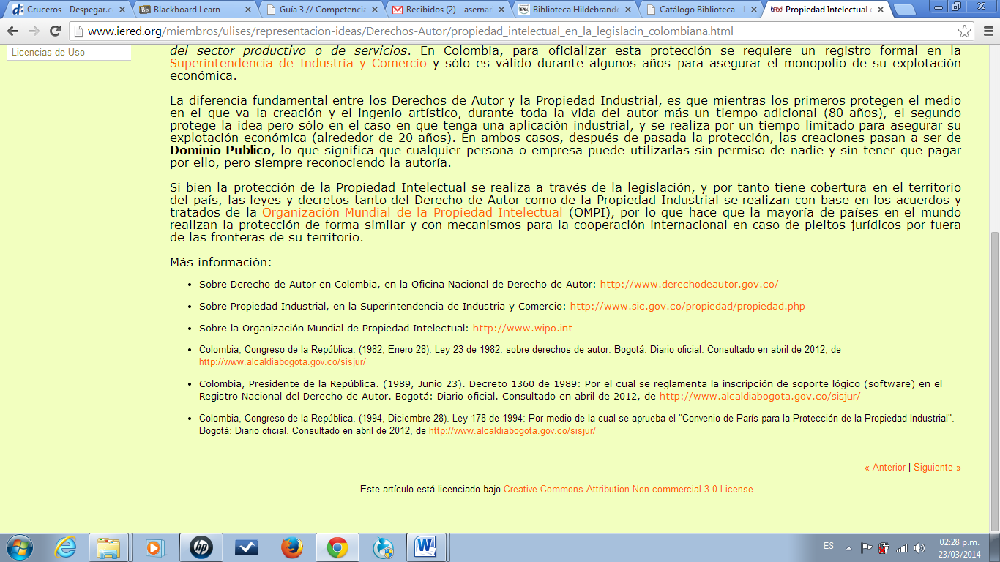 Cruceros - Despegar.c
Blackboard Learn
Guía 3 // Competencia
Recibidos (2) - asernar
Biblioteca Hildebrando
Catálogo Biblioteca -
Propiedad Intelectual
www.iered.org/miembros/ulises/representacion-ideas/Derechos-Autor/propiedad_intelectual_en_la_legislacin_colombiana.html
Licencias de Uso
del sector productivo o de servicios. En Colombia, para oficializar esta protección se requiere un registro formal en la
Superintendencia de Industria y Comercio y sólo es válido durante algunos años para asegurar el monopolio de su explotación
económica.
La diferencia fundamental entre los Derechos de Autor y la Propiedad Industrial, es que mientras los primeros protegen el medio
en el que va la creación y el ingenio artístico, durante toda la vida del autor más un tiempo adicional (80 años), el segundo
protege la idea pero sólo en el caso en que tenga una aplicación industrial, y se realiza por un tiempo limitado para asegurar su
explotación económica (alrededor de 20 años). En ambos casos, después de pasada la protección, las creaciones pasan a ser de
Dominio Publico, lo que significa que cualquier persona o empresa puede utilizarlas sin permiso de nadie y sin tener que pagar
por ello, pero siempre reconociendo la autoría.
Si bien la protección de la Propiedad Intelectual se realiza a través de la legislación, y por tanto tiene cobertura en el territorio
del país, las leyes y decretos tanto del Derecho de Autor como de la Propiedad Industrial se realizan con base en los acuerdos y
tratados de la Organización Mundial de la Propiedad Intelectual (OMPI), por lo que hace que la mayoría de países en el mundo
realizan la protección de forma similar y con mecanismos para la cooperación internacional en caso de pleitos jurídicos por fuera
de las fronteras de su territorio.
Más información:
Sobre Derecho de Autor en Colombia, en la Oficina Nacional de Derecho de Autor: http://www.derechodeautor.gov.co/
Sobre Propiedad Industrial, en la Superintendencia de Industria y Comercio: http://www.sic.gov.co/propiedad/propiedad.php
Sobre la Organización Mundial de Propiedad Intelectual: http://www.wipo.int
Colombia, Congreso de la República. (1982, Enero 28). Ley 23 de 1982: sobre derechos de autor. Bogotá: Diario oficial. Consultado en abril de 2012, de
http://www.alcaldiabogota.gov.co/sisjur/
Colombia, Presidente de la República. (1989, Junio 23). Decreto 1360 de 1989: Por el cual se reglamenta la inscripción de soporte lógico (software) en el
Registro Nacional del Derecho de Autor. Bogotá: Diario oficial. Consultado en abril de 2012, de http://www.alcaldiabogota.gov.co/sisjur/
Colombia, Congreso de la República. (1994, Diciembre 28). Ley 178 de 1994: Por medio de la cual se aprueba el "Convenio de París para la Protección de la Propiedad Industrial".
Bogotá: Diario oficial. Consultado en abril de 2012, de http://www.alcaldiabogota.gov.co/sisjur/
« Anterior | Siguiente »
Este artículo está licenciado bajo Creative Commons Attribution Non-commercial 3.0 License
ES
02:28 p.m.
23/03/2014